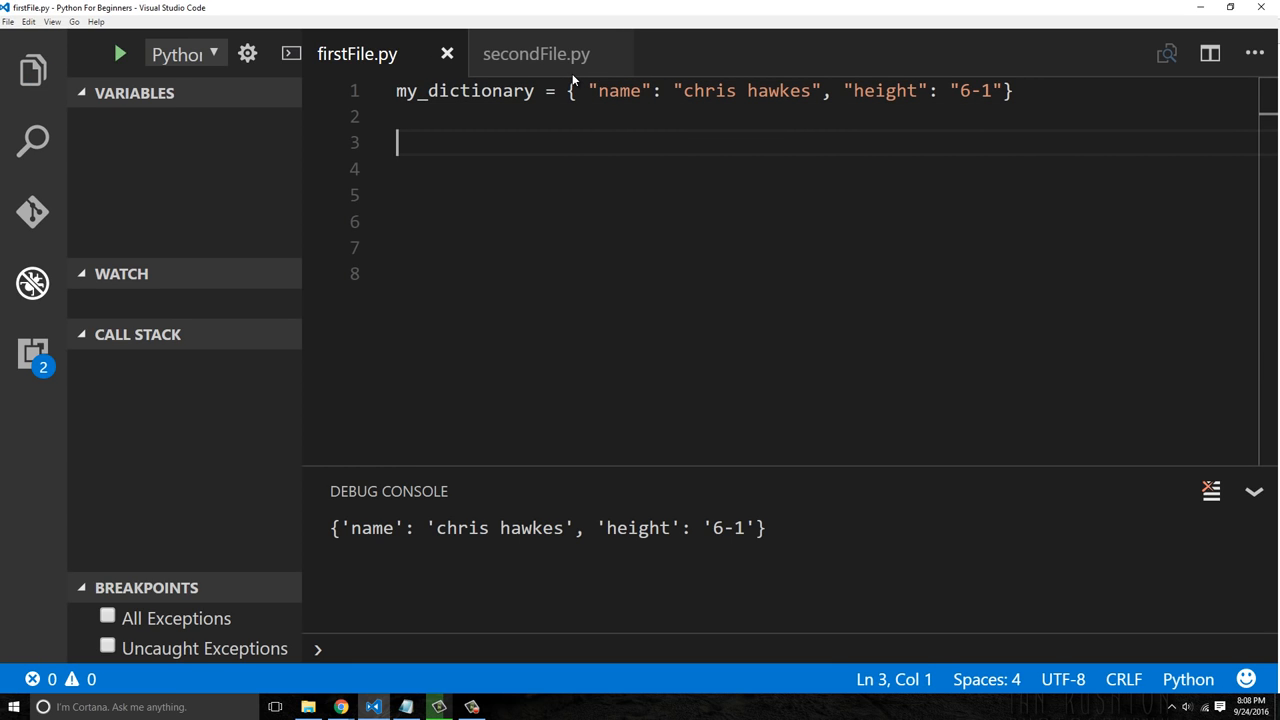 firstFile.py - Python For Beginners - Visual Studio Code
File Edit View Go Help
Python
firstFile.py
secondFile.py
VARIABLES
WATCH
CALL STACK
BREAKPOINTS
All Exceptions
Uncaught Exceptions
2
1 my_dictionary = { "name": "chris hawkes", "height": "6-1"}
2
3
4
5
6
7
8
DEBUG CONSOLE
{'name': 'chris hawkes', 'height': '6-1'}
0 0
Ln 3, Col 1 Spaces: 4 UTF-8 CRLF Python
I'm Cortana. Ask me anything.
8:08 PM
9/24/2016